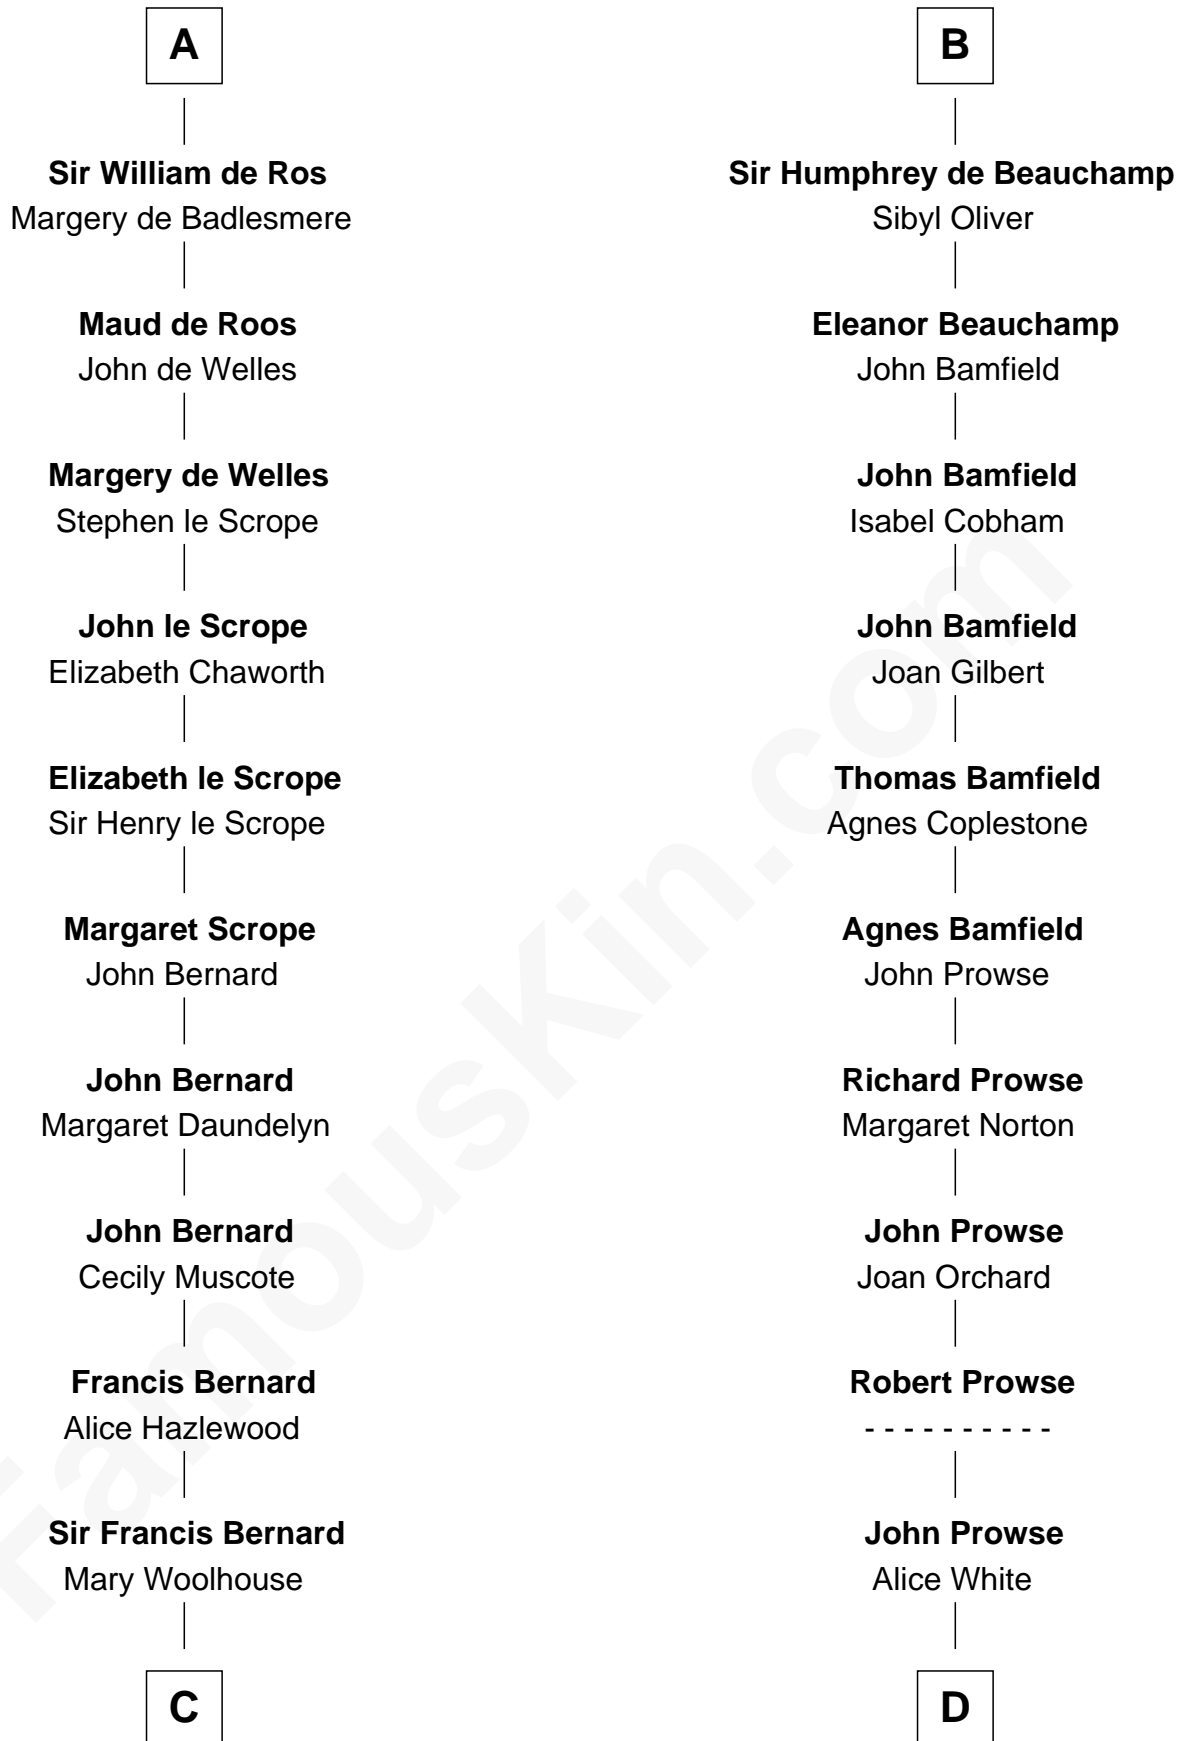 A
Sir William de Ros
Margery de Badlesmere
Maud de Roos
John de Welles
Margery de Welles
Stephen le Scrope
John le Scrope
Elizabeth Chaworth
Elizabeth le Scrope
Sir Henry le Scrope
Margaret Scrope
John Bernard
John Bernard
Margaret Daundelyn
John Bernard
Cecily Muscote
Francis Bernard
Alice Hazlewood
Sir Francis Bernard
Mary Woolhouse
C
B
Sir Humphrey de Beauchamp
Sibyl Oliver
Eleanor Beauchamp
John Bamfield
John Bamfield
Isabel Cobham
John Bamfield
Joan Gilbert
Thomas Bamfield
Agnes Coplestone
Agnes Bamfield
John Prowse
Richard Prowse
Margaret Norton
John Prowse
Joan Orchard
Robert Prowse
- - - - - - - - - -
John Prowse
Alice White
D
FamousKin.com